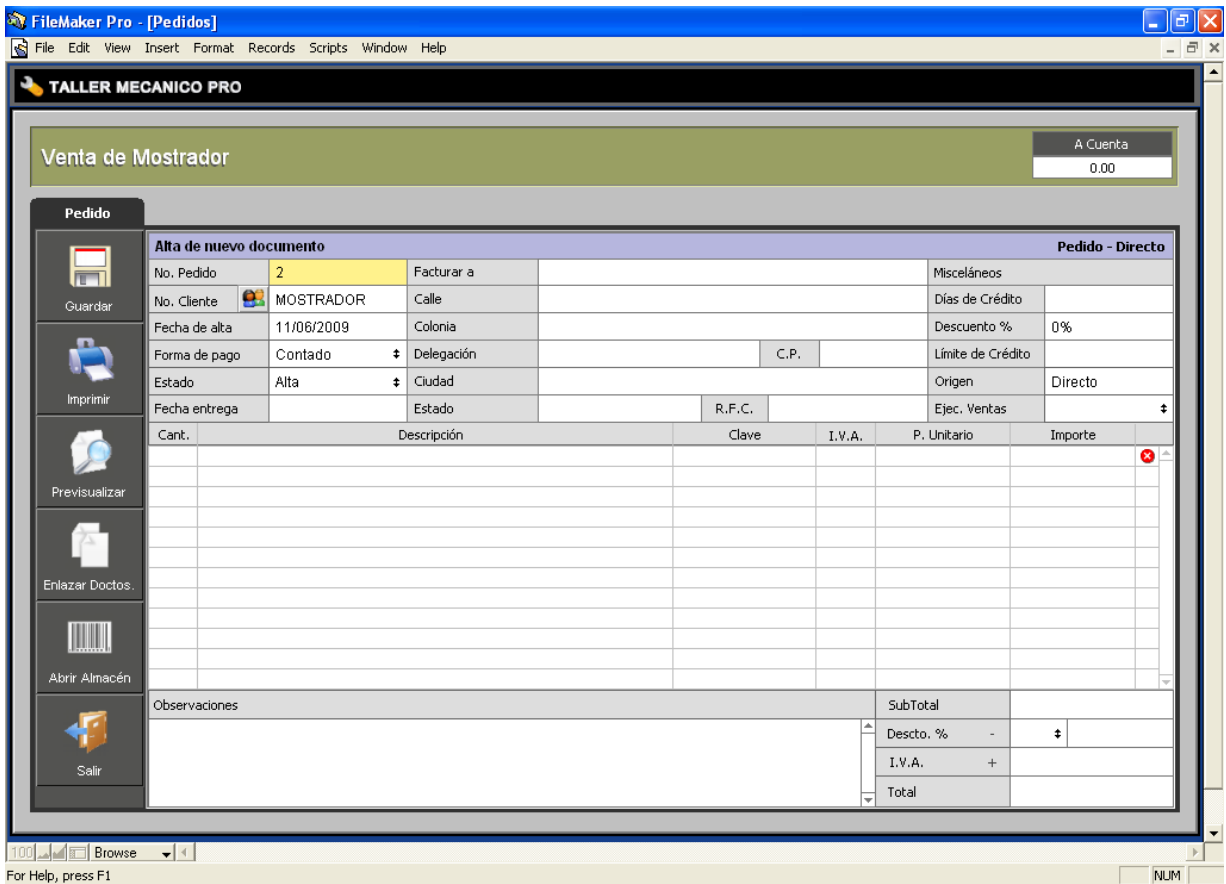 FileMaker Pro - [Pedidos]
File Edit View Insert Format Records Scripts Window Help
TALLER MECANICO PRO
Venta de Mostrador
A Cuenta
0.00
Pedido
Guardar
Imprimir
Previsualizar
Enlazar Doctos.
Abrir Almacén
Salir
Alta de nuevo documento Pedido - Directo
No. Pedido 2 Facturar a Misceláneos
No. Cliente MOSTRADOR Calle Días de Crédito
Fecha de alta 11/06/2009 Colonia Descuento % 0%
Forma de pago Contado Delegación C.P. Límite de Crédito
Estado Alta Ciudad Origen Directo
Fecha entrega Estado R.F.C. Ejec. Ventas
Cant. Descripción Clave I.V.A. P. Unitario Importe
Observaciones SubTotal
Descto. % -
I.V.A. +
Total
100 Browse
For Help, press F1 NUM